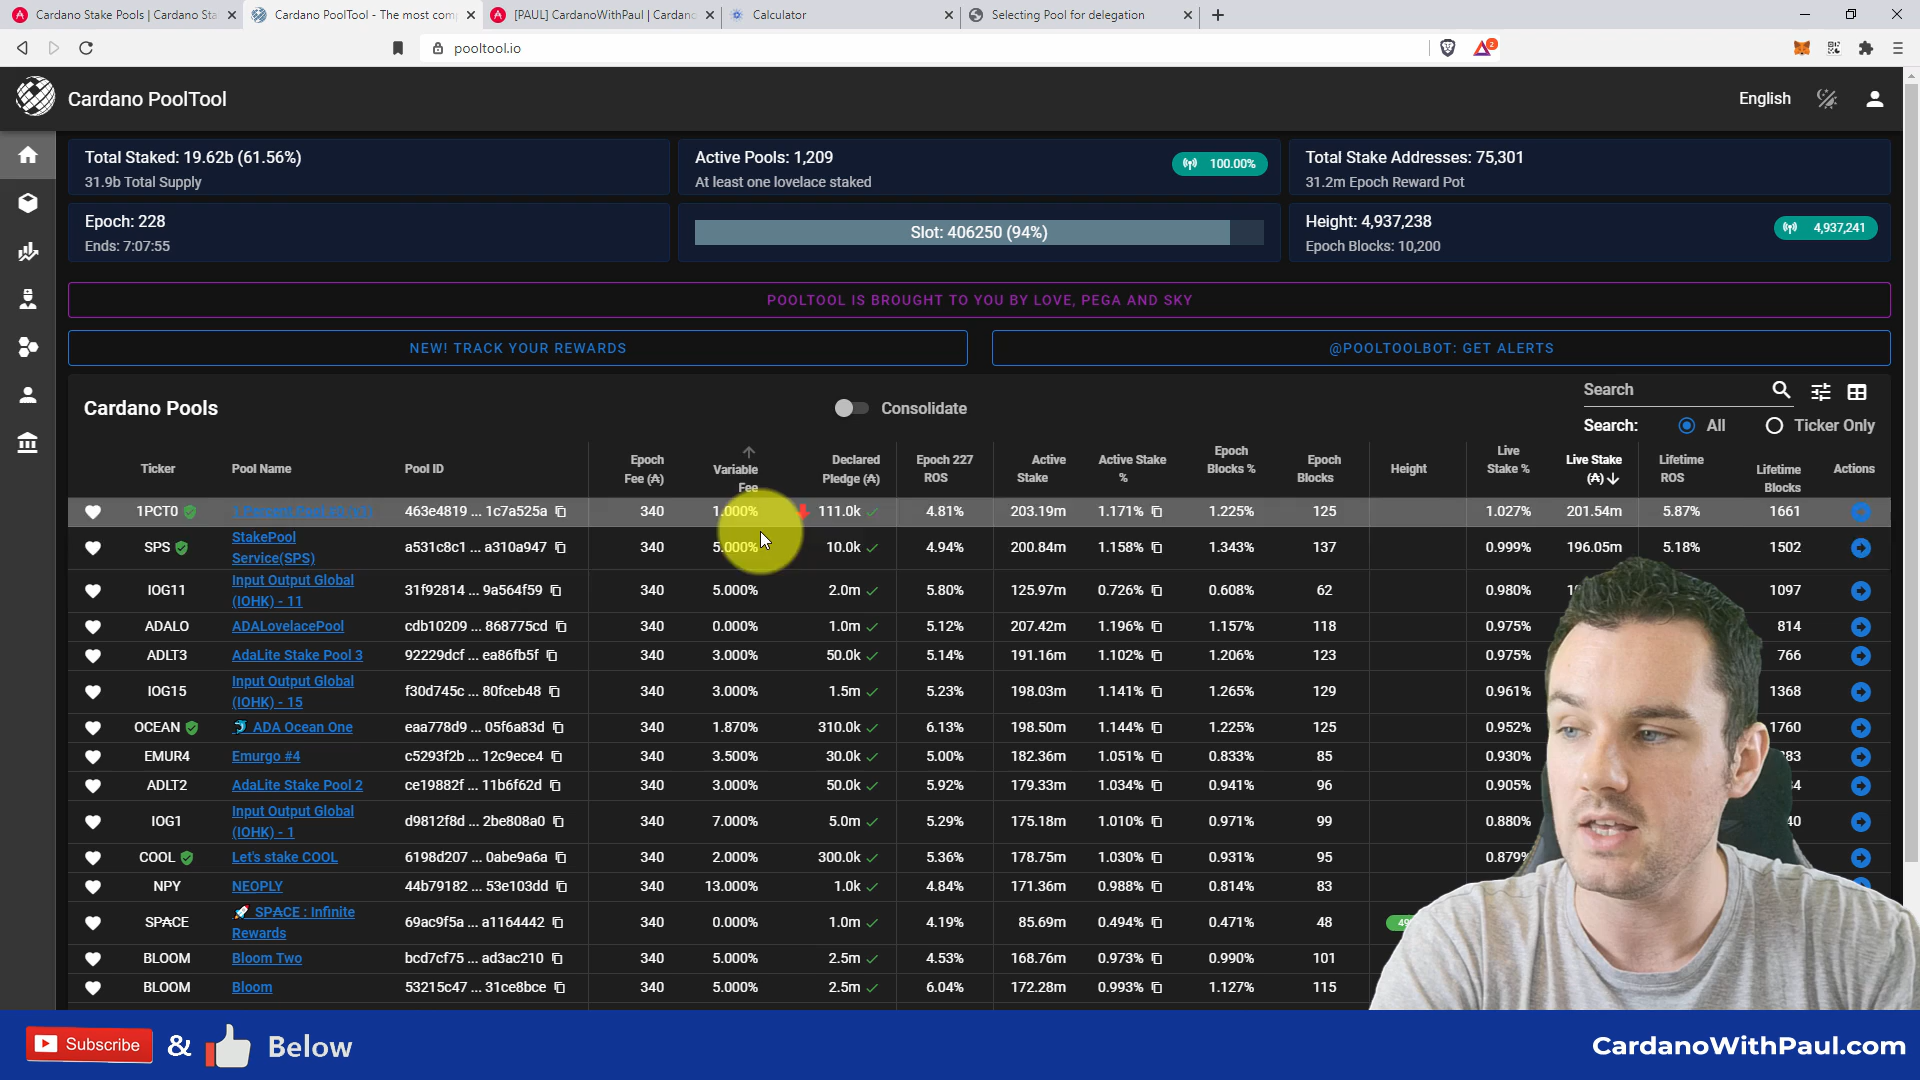 Cardano Stake Pools | Cardano Sta
Cardano PoolTool - The most com
[PAUL] CardanoWithPaul | Cardan
Calculator
Selecting Pool for delegation
pooltool.io
2
Cardano PoolTool
English
Total Staked: 19.62b (61.56%)
31.9b Total Supply
Active Pools: 1,209
At least one lovelace staked
100.00%
Total Stake Addresses: 75,301
31.2m Epoch Reward Pot
Epoch: 228
Ends: 7:07:55
Slot: 406250 (94%)
Height: 4,937,238
Epoch Blocks: 10,200
4,937,241
POOLTOOL IS BROUGHT TO YOU BY LOVE, PEGA AND SKY
NEW! TRACK YOUR REWARDS
@POOLTOOLBOT: GET ALERTS
Cardano Pools
Consolidate
Search
Search: All Ticker Only
Ticker Pool Name Pool ID Epoch Fee (₳) Variable Fee Declared Pledge (₳) Epoch 227 ROS Active Stake Active Stake % Epoch Blocks % Epoch Blocks Height Live Stake % Live Stake (₳) Lifetime ROS Lifetime Blocks Actions
1PCT0 463e4819 ... 1c7a525a 340 1.000% 111.0k 4.81% 203.19m 1.171% 1.225% 125 1.027% 201.54m 5.87% 1661
SPS StakePool Service(SPS) a531c8c1 ... a310a947 340 5.000% 10.0k 4.94% 200.84m 1.158% 1.343% 137 0.999% 196.05m 5.18% 1502
IOG11 Input Output Global (IOHK) - 11 31f92814 ... 9a564f59 340 5.000% 2.0m 5.80% 125.97m 0.726% 0.608% 62 0.980% 1097
ADALO ADALovelacePool cdb10209 ... 868775cd 340 0.000% 1.0m 5.12% 207.42m 1.196% 1.157% 118 0.975% 814
ADLT3 AdaLite Stake Pool 3 92229dcf ... ea86fb5f 340 3.000% 50.0k 5.14% 191.16m 1.102% 1.206% 123 0.975% 766
IOG15 Input Output Global (IOHK) - 15 f30d745c ... 80fceb48 340 3.000% 1.5m 5.23% 198.03m 1.141% 1.265% 129 0.961% 1368
OCEAN ADA Ocean One eaa778d9 ... 05f6a83d 340 1.870% 310.0k 6.13% 198.50m 1.144% 1.225% 125 0.952% 1760
EMUR4 Emurgo #4 c5293f2b ... 12c9ece4 340 3.500% 30.0k 5.00% 182.36m 1.051% 0.833% 85 0.930% 83
ADLT2 AdaLite Stake Pool 2 ce19882f ... 11b6f62d 340 3.000% 50.0k 5.92% 179.33m 1.034% 0.941% 96 0.905% 4
IOG1 Input Output Global (IOHK) - 1 d9812f8d ... 2be808a0 340 7.000% 5.0m 5.29% 175.18m 1.010% 0.971% 99 0.880% 40
COOL Let's stake COOL 6198d207 ... 0abe9a6a 340 2.000% 300.0k 5.36% 178.75m 1.030% 0.931% 95 0.879%
NPY NEOPLY 44b79182 ... 53e103dd 340 13.000% 1.0k 4.84% 171.36m 0.988% 0.814% 83
SP₳CE SP₳CE : Infinite Rewards 69ac9f5a ... a1164442 340 0.000% 1.0m 4.19% 85.69m 0.494% 0.471% 48 49
BLOOM Bloom Two bcd7cf75 ... ad3ac210 340 5.000% 2.5m 4.53% 168.76m 0.973% 0.990% 101
BLOOM Bloom 53215c47 ... 31ce8bce 340 5.000% 2.5m 6.04% 172.28m 0.993% 1.127% 115
Subscribe & Below
CardanoWithPaul.com